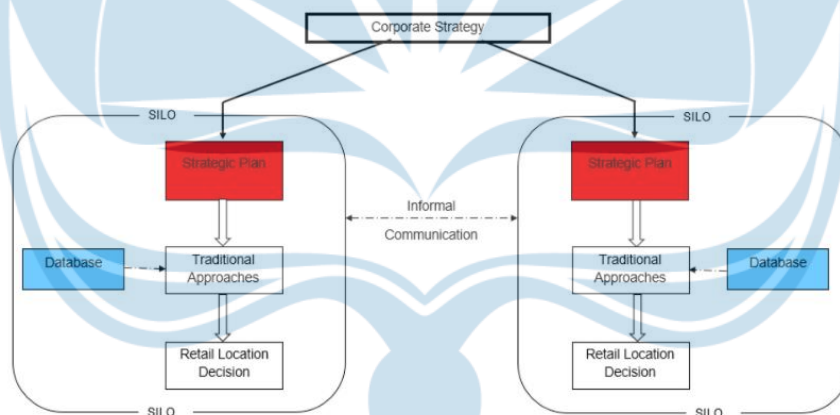 Corporate Strategy
SILO
SILO
Strategic Plan
Strategic Plan
Informal
Communication
Database
Traditional
Approaches
Traditional
Approaches
Database
Retail Location
Decision
Retail Location
Decision
SILO
SILO